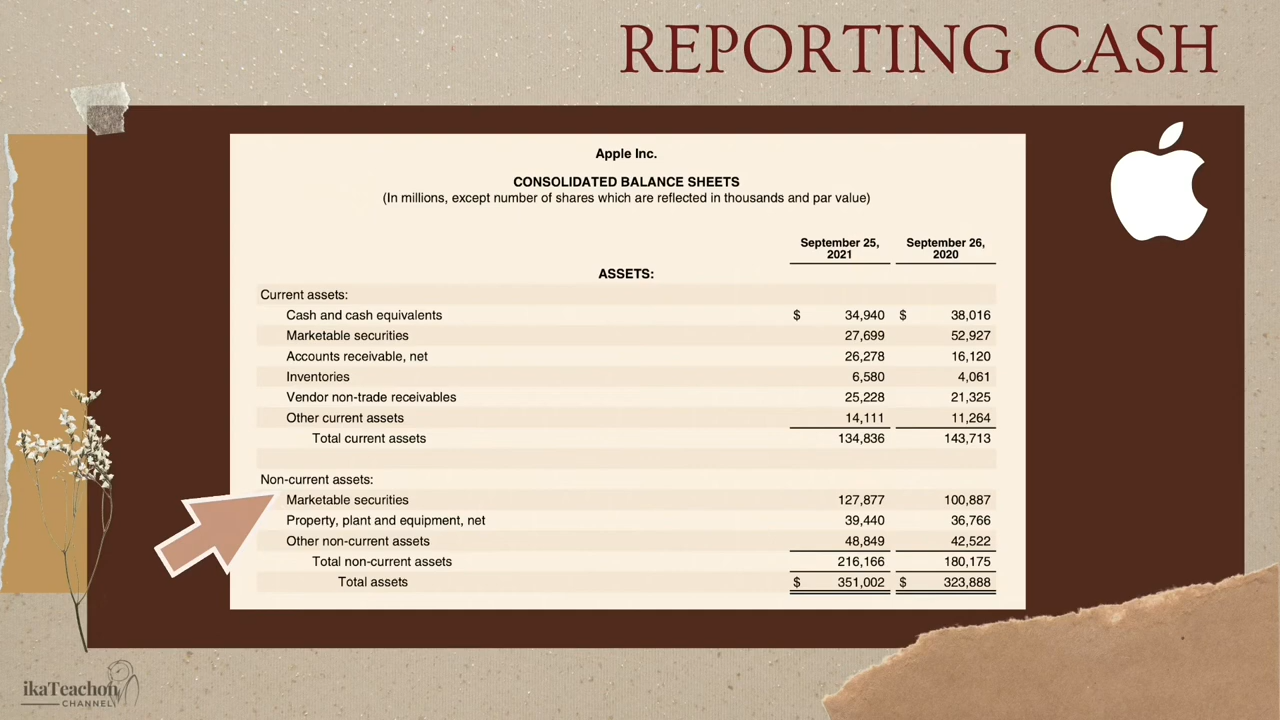 REPORTING CASH
Apple Inc.
CONSOLIDATED BALANCE SHEETS
(In millions, except number of shares which are reflected in thousands and par value)
September 25, 2021 September 26, 2020
ASSETS:
Current assets:
Cash and cash equivalents $ 34,940 $ 38,016
Marketable securities 27,699 52,927
Accounts receivable, net 26,278 16,120
Inventories 6,580 4,061
Vendor non-trade receivables 25,228 21,325
Other current assets 14,111 11,264
Total current assets 134,836 143,713
Non-current assets:
Marketable securities 127,877 100,887
Property, plant and equipment, net 39,440 36,766
Other non-current assets 48,849 42,522
Total non-current assets 216,166 180,175
Total assets $ 351,002 $ 323,888
ikaTeachon
CHANNEL